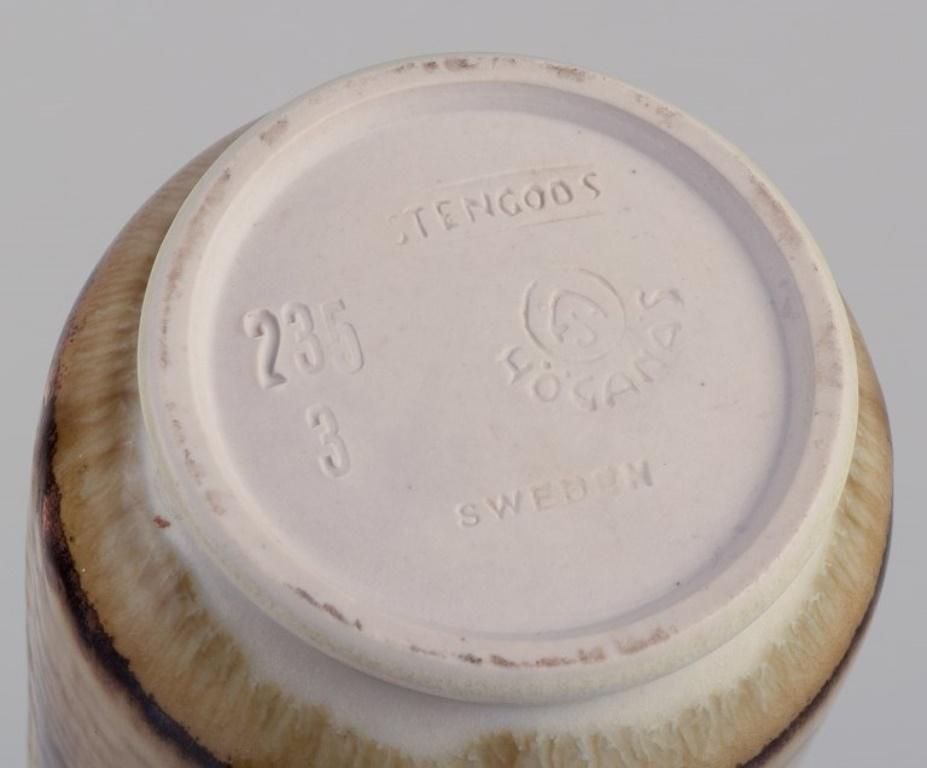 STENGODS
235
3
HÖGANÄS
SWEDEN